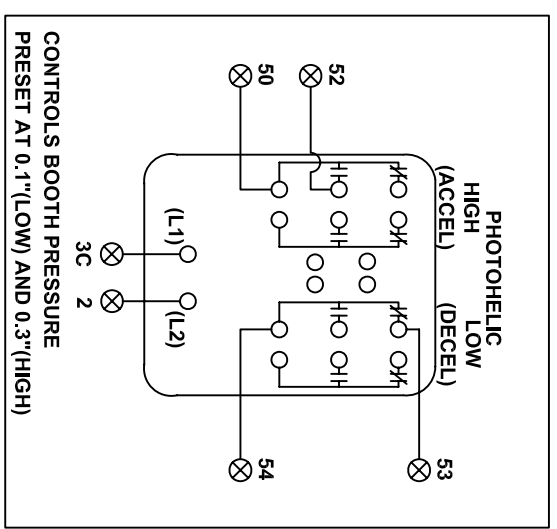 PHOTOHELIC
HIGH LOW
(ACCEL) (DECEL)
52
50
53
54
(L1)
(L2)
3C
2
CONTROLS BOOTH PRESSURE
PRESET AT 0.1"(LOW) AND 0.3"(HIGH)